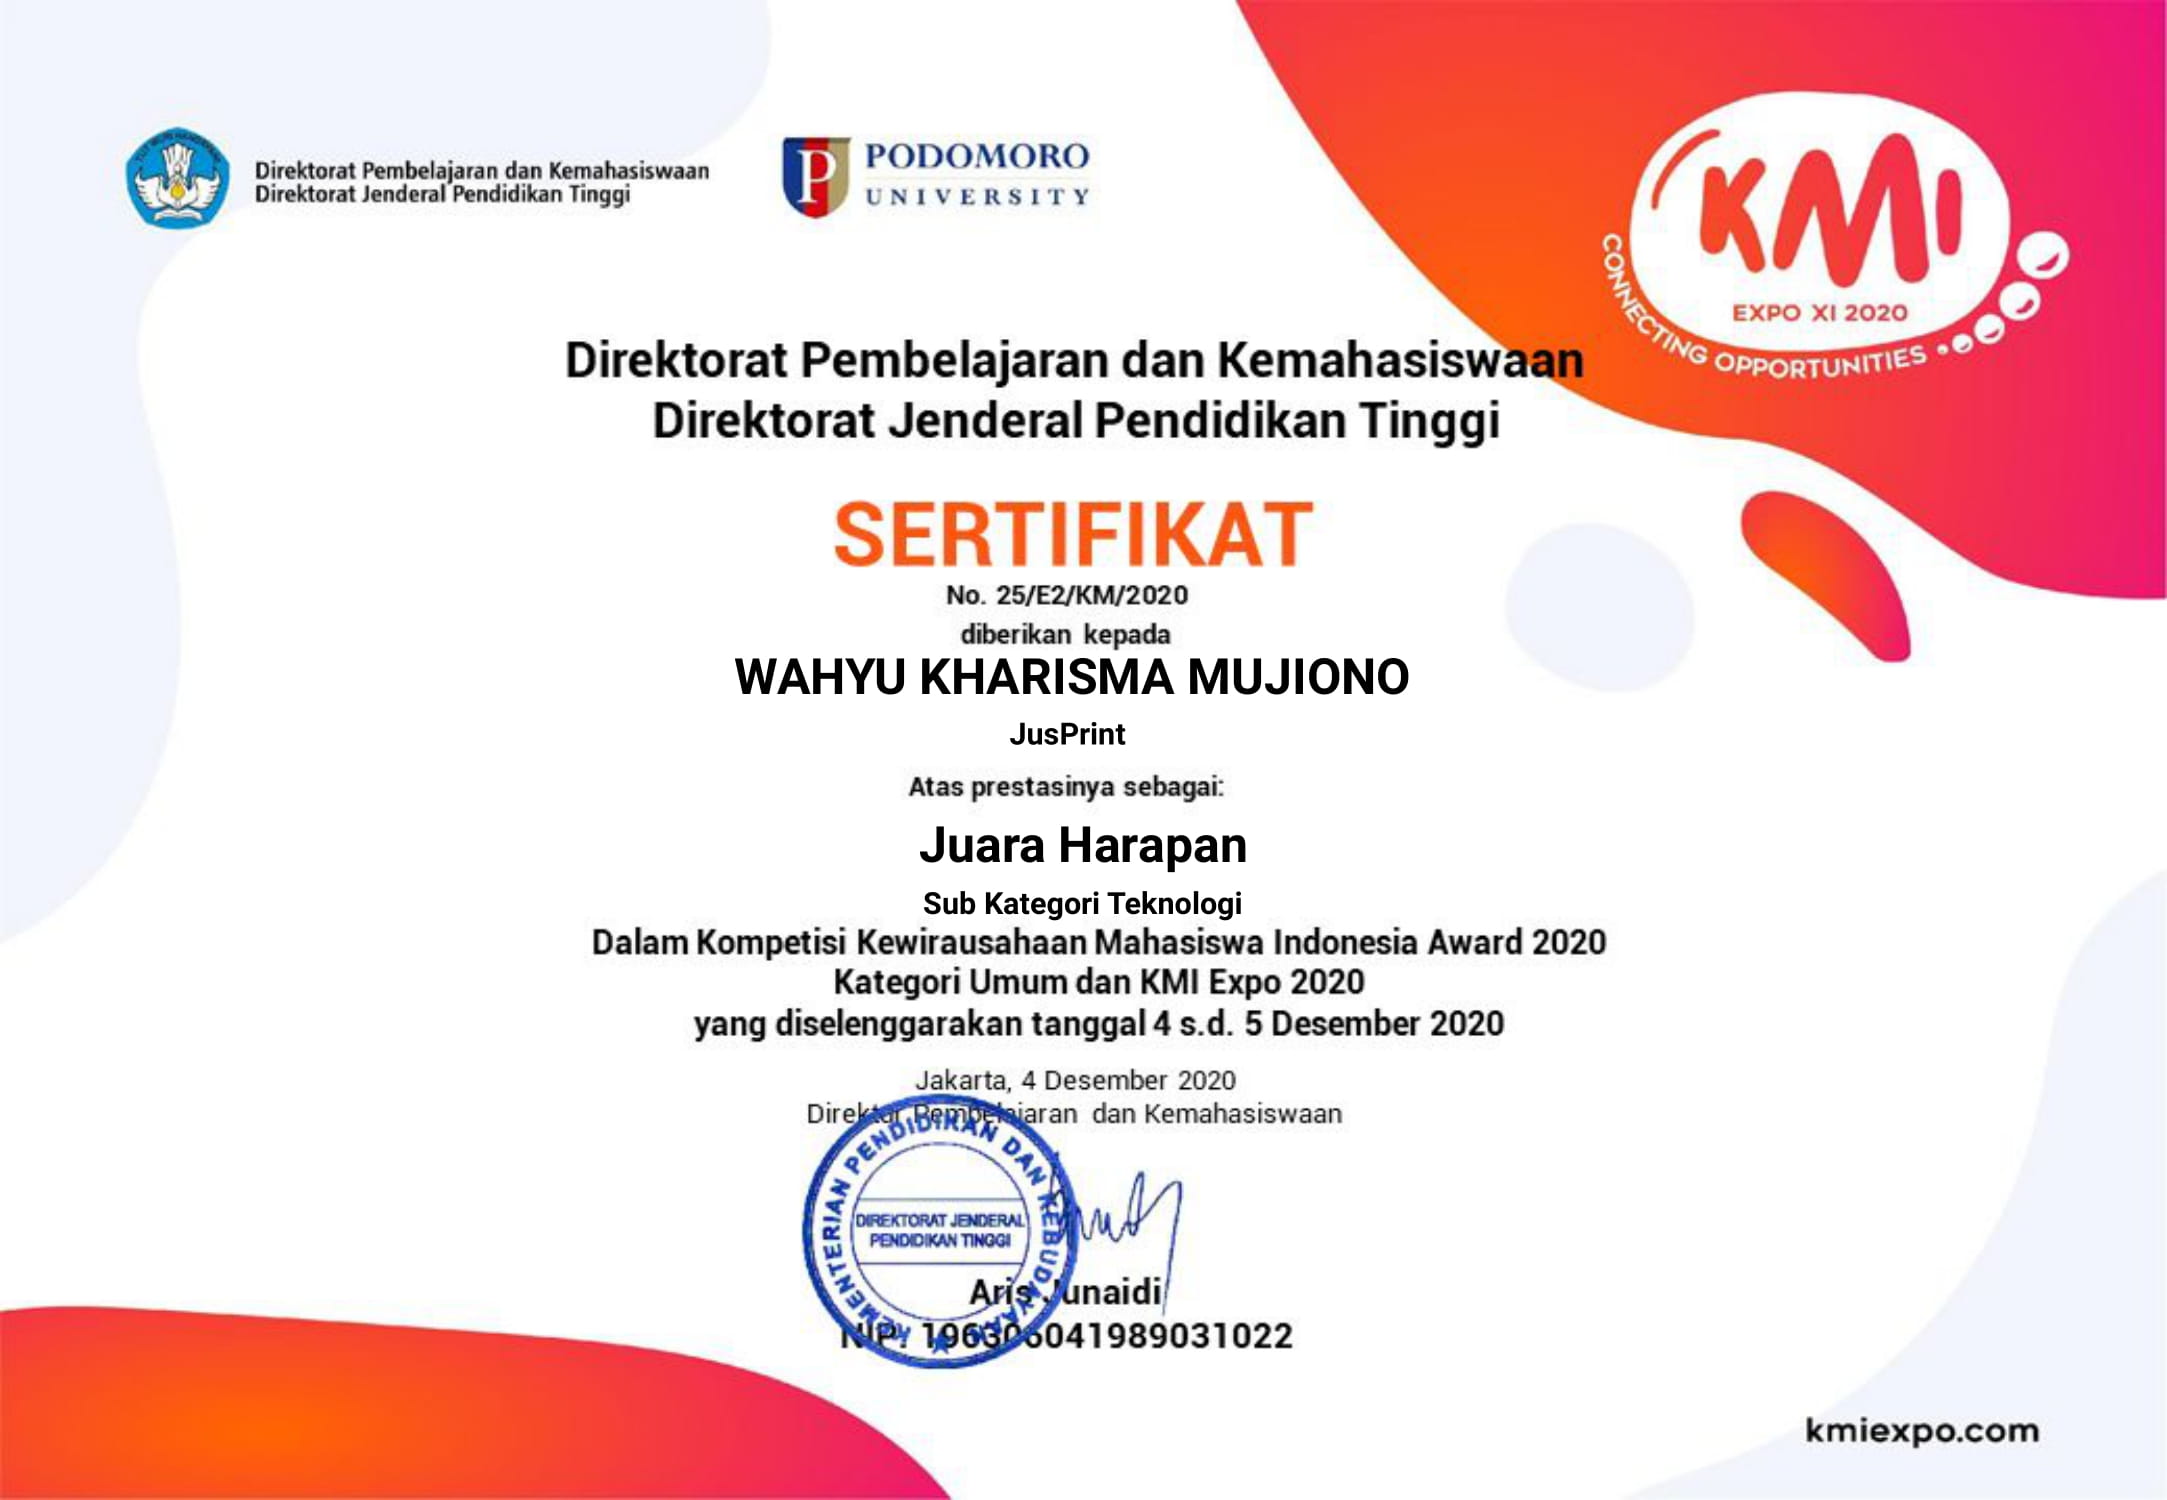 Direktorat Pembelajaran dan Kemahasiswaan
Direktorat Jenderal Pendidikan Tinggi
PODOMORO
UNIVERSITY
KMI
EXPO XI 2020
CONNECTING OPPORTUNITIES
Direktorat Pembelajaran dan Kemahasiswaan
Direktorat Jenderal Pendidikan Tinggi
SERTIFIKAT
No. 25/E2/KM/2020
diberikan kepada
WAHYU KHARISMA MUJIONO
JusPrint
Atas prestasinya sebagai:
Juara Harapan
Sub Kategori Teknologi
Dalam Kompetisi Kewirausahaan Mahasiswa Indonesia Award 2020
Kategori Umum dan KMI Expo 2020
yang diselenggarakan tanggal 4 s.d. 5 Desember 2020
Jakarta, 4 Desember 2020
Direktur Pembelajaran dan Kemahasiswaan
KEMENTERIAN PENDIDIKAN DAN KEBUDAYAAN
DIREKTORAT JENDERAL
PENDIDIKAN TINGGI
Aris Junaidi
NIP. 196306041989031022
kmiexpo.com